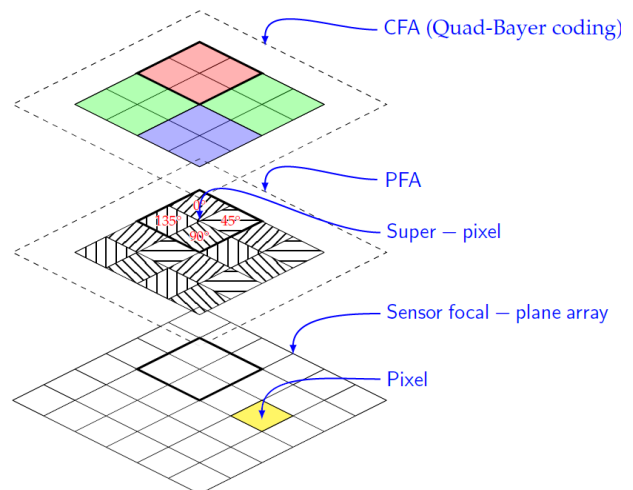 CFA (Quad-Bayer coding)
PFA
0°
135° 45°
90°
Super − pixel
Sensor focal − plane array
Pixel